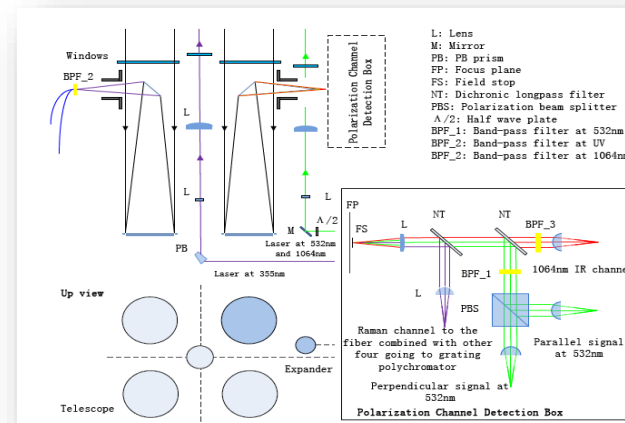 L: Lens
M: Mirror
PB: PB prism
FP: Focus plane
FS: Field stop
NT: Dichronic longpass filter
PBS: Polarization beam splitter
Λ/2: Half wave plate
BPF_1: Band-pass filter at 532nm
BPF_2: Band-pass filter at UV
BPF_2: Band-pass filter at 1064nm
Windows
BPF_2
Polarization Channel
Detection Box
L
L
L
M
Λ/2
Laser at 532nm
and 1064nm
PB
Laser at 355nm
FP
FS
L
NT
NT
BPF_3
1064nm IR channel
BPF_1
L
PBS
Parallel signal
at 532nm
Raman channel to the
fiber combined with other
four going to grating
polychromator
Perpendicular signal at
532nm
Polarization Channel Detection Box
Up view
Expander
Telescope